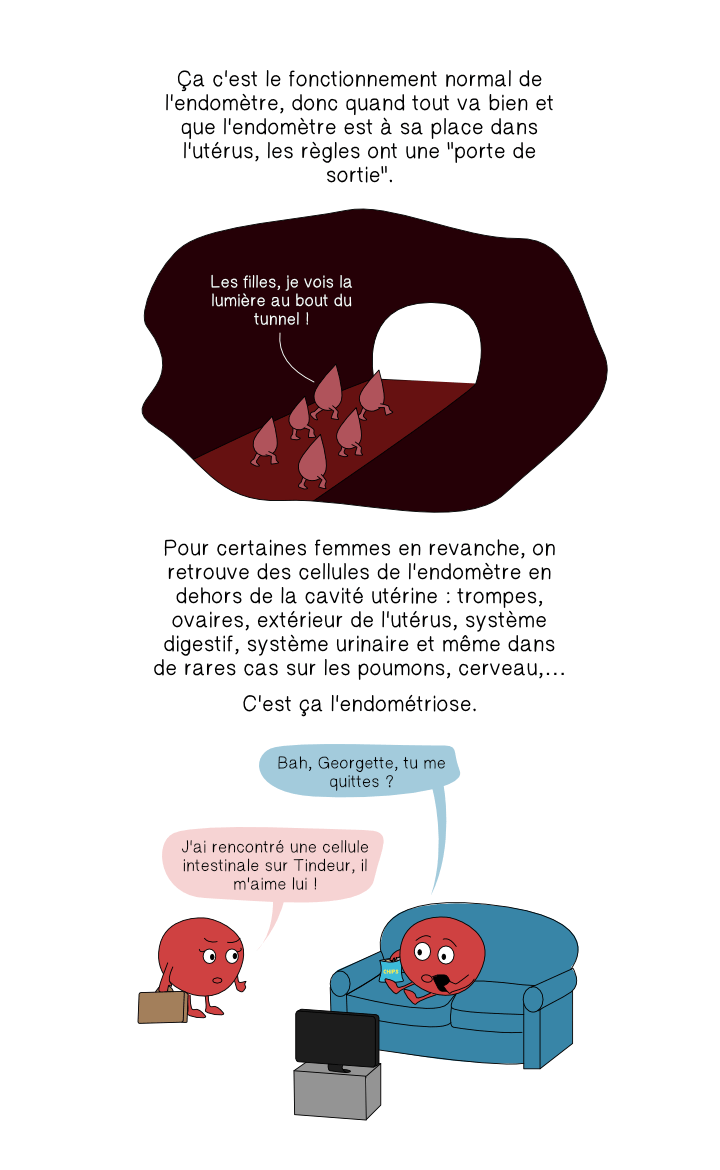 Ça c'est le fonctionnement normal de
l'endomètre, donc quand tout va bien et
que l'endomètre est à sa place dans
l'utérus, les règles ont une "porte de
sortie".
Les filles, je vois la
lumière au bout du
tunnel !
Pour certaines femmes en revanche, on
retrouve des cellules de l'endomètre en
dehors de la cavité utérine : trompes,
ovaires, extérieur de l'utérus, système
digestif, système urinaire et même dans
de rares cas sur les poumons, cerveau,...
C'est ça l'endométriose.
Bah, Georgette, tu me
quittes ?
J'ai rencontré une cellule
intestinale sur Tindeur, il
m'aime lui !
CHIPS